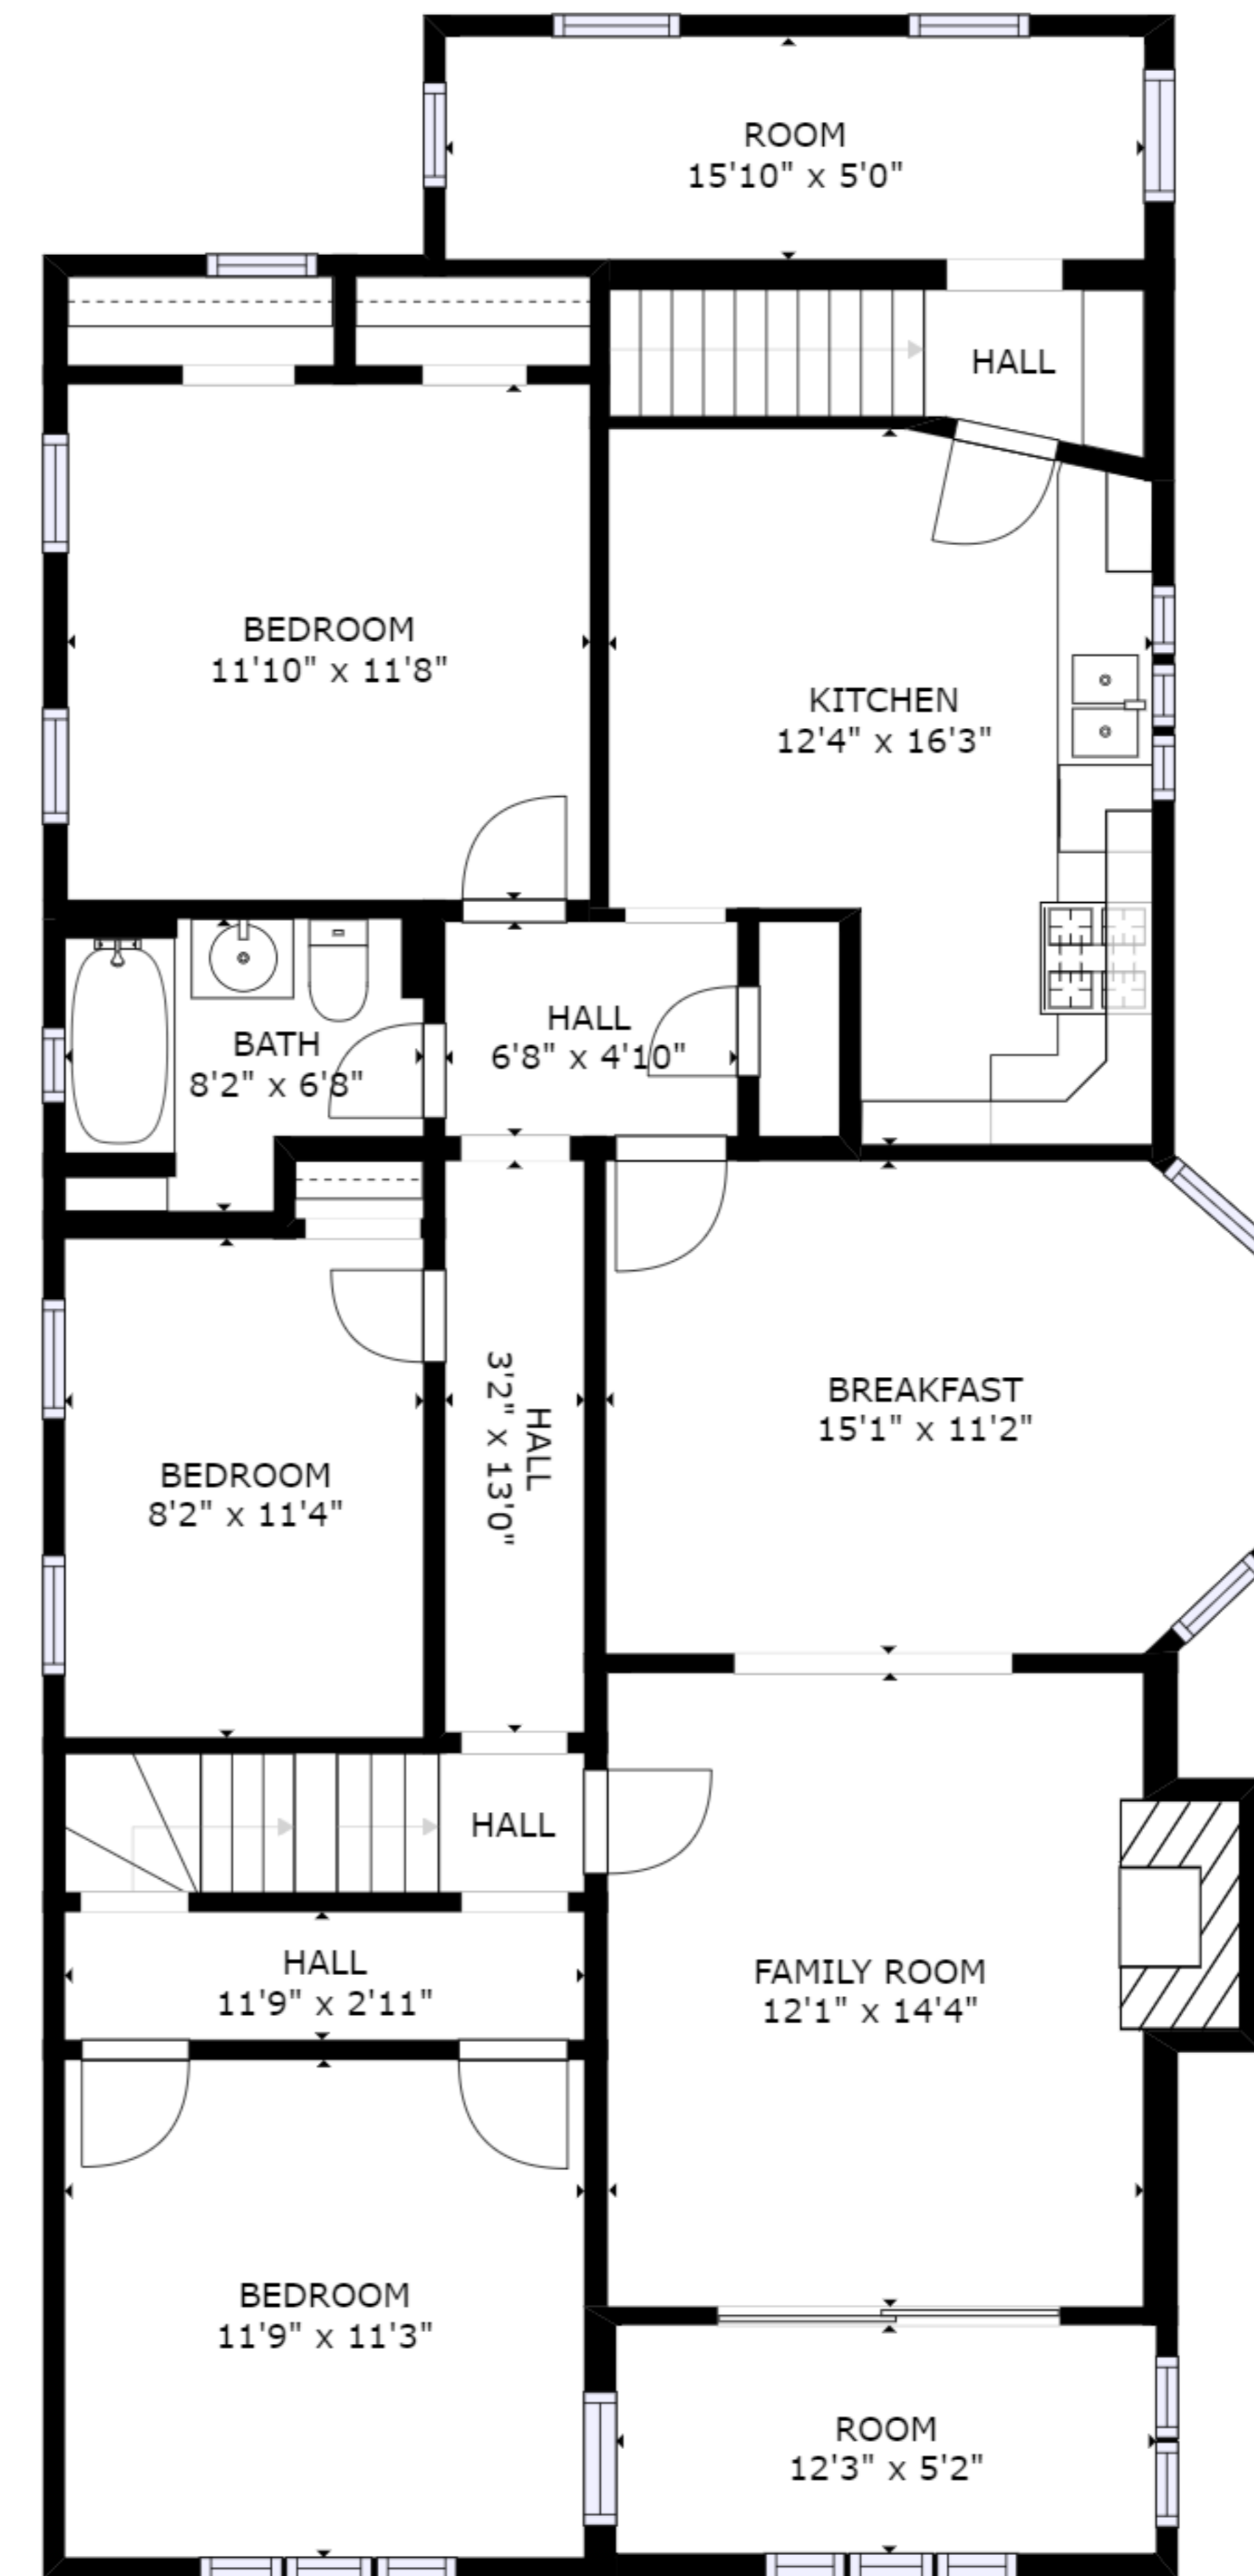 ROOM
15'10" x 5'0"
HALL
BEDROOM
11'10" x 11'8"
KITCHEN
12'4" x 16'3"
HALL
6'8" x 4'10"
BATH
8'2" x 6'8"
HALL
3'2" x 13'0"
BREAKFAST
15'1" x 11'2"
BEDROOM
8'2" x 11'4"
HALL
HALL
11'9" x 2'11"
FAMILY ROOM
12'1" x 14'4"
BEDROOM
11'9" x 11'3"
ROOM
12'3" x 5'2"